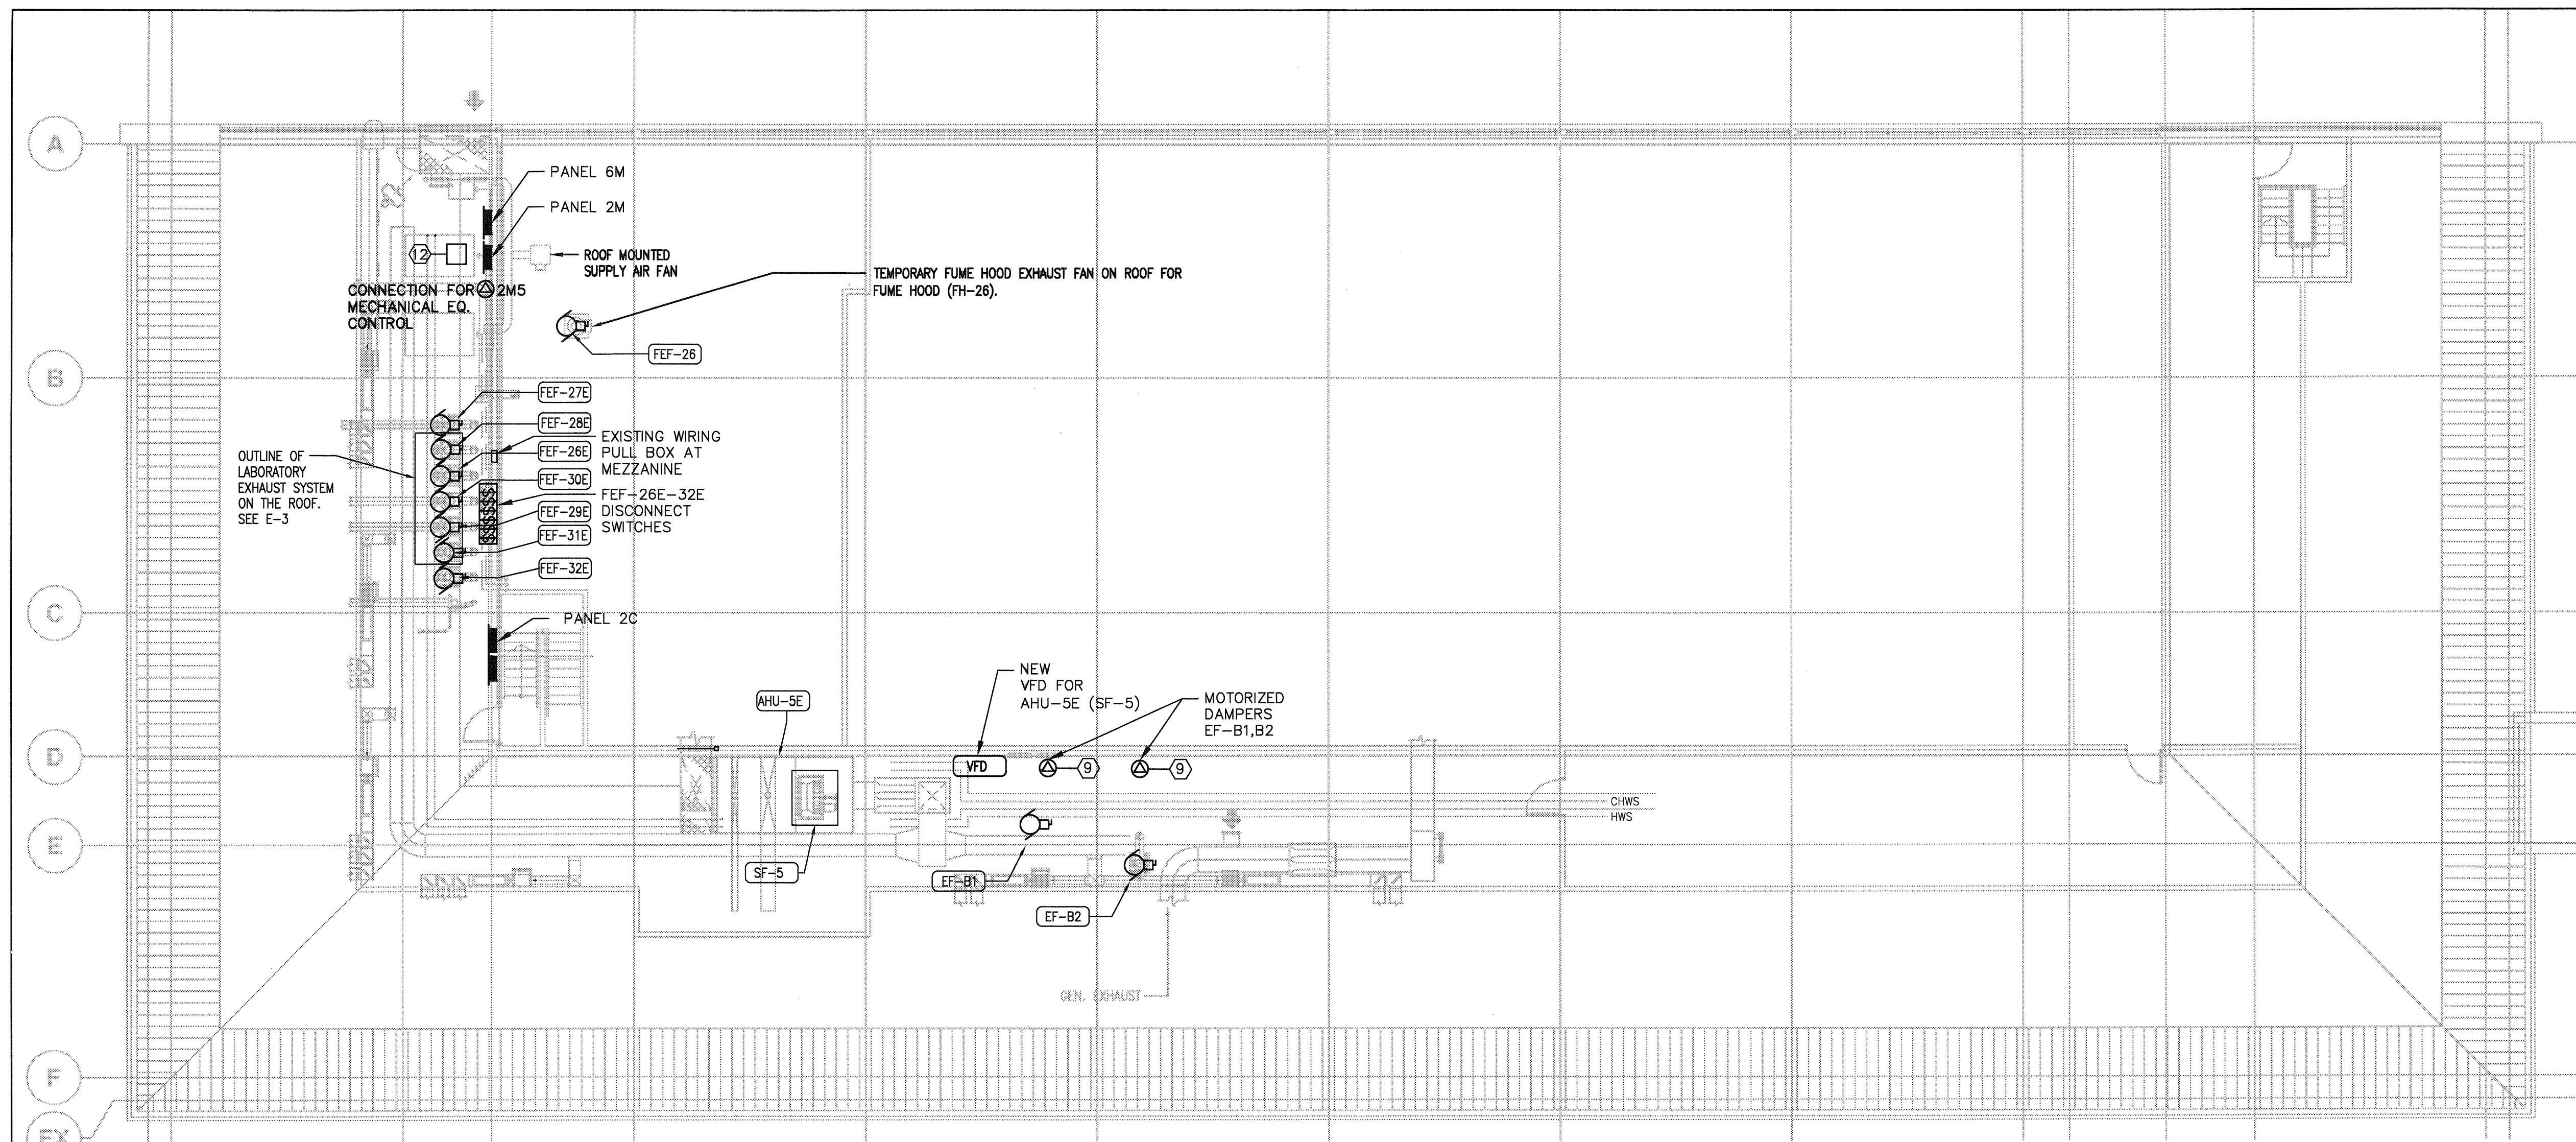 A
PANEL 6M
PANEL 2M
12
ROOF MOUNTED
SUPPLY AIR FAN
TEMPORARY FUME HOOD EXHAUST FAN ON ROOF FOR
FUME HOOD (FH-26).
CONNECTION FOR 2M5
MECHANICAL EQ.
CONTROL
FEF-26
B
FEF-27E
FEF-28E
EXISTING WIRING
PULL BOX AT
MEZZANINE
FEF-26E
FEF-30E
OUTLINE OF
LABORATORY
EXHAUST SYSTEM
ON THE ROOF.
SEE E-3
FEF-26E-32E
DISCONNECT
SWITCHES
$$$$$$$
FEF-29E
FEF-31E
FEF-32E
C
PANEL 2C
NEW
VFD FOR
AHU-5E (SF-5)
MOTORIZED
DAMPERS
EF-B1,B2
AHU-5E
D
VFD
9
9
CHWS
HWS
E
SF-5
EF-B1
EF-B2
GEN. EXHAUST
F
FX